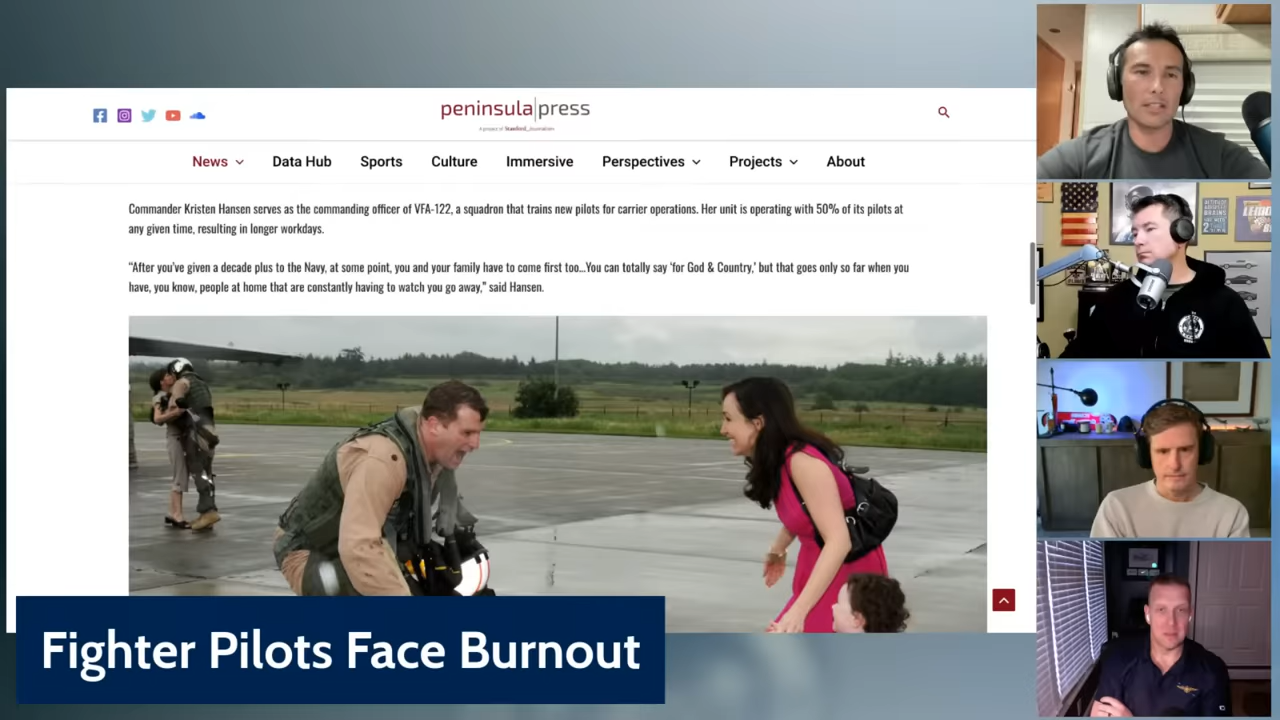 peninsula|press
A project of Stanford Journalism
News
Data Hub
Sports
Culture
Immersive
Perspectives
Projects
About
Commander Kristen Hansen serves as the commanding officer of VFA-122, a squadron that trains new pilots for carrier operations. Her unit is operating with 50% of its pilots at
any given time, resulting in longer workdays.
“After you’ve given a decade plus to the Navy, at some point, you and your family have to come first too…You can totally say ‘for God & Country,’ but that goes only so far when you
have, you know, people at home that are constantly having to watch you go away,” said Hansen.
Fighter Pilots Face Burnout